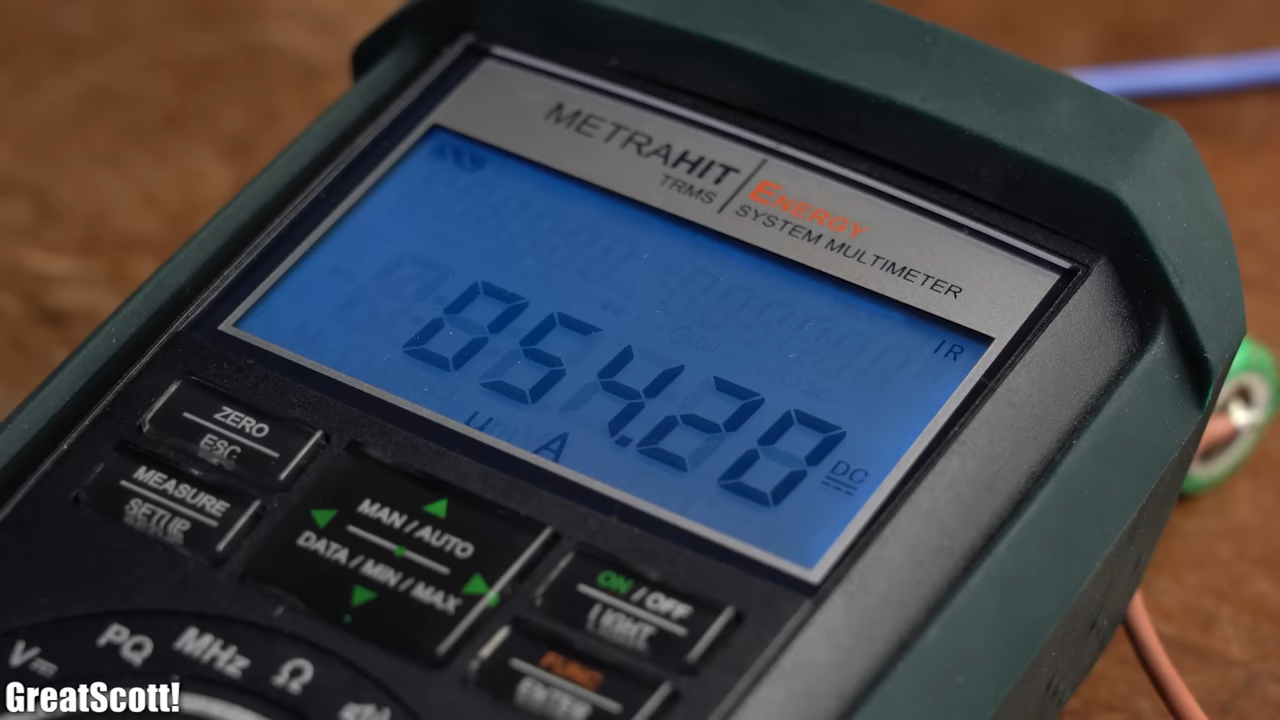 METRAHIT ENERGY
TRMS SYSTEM MULTIMETER
IR
054.20 DC
µ A
ZERO
ESC
MEASURE
SETUP
MAN / AUTO
DATA / MIN / MAX
ON / OFF
LIGHT
FUNC
ENTER
V
PQ
MHz
Ω
GreatScott!